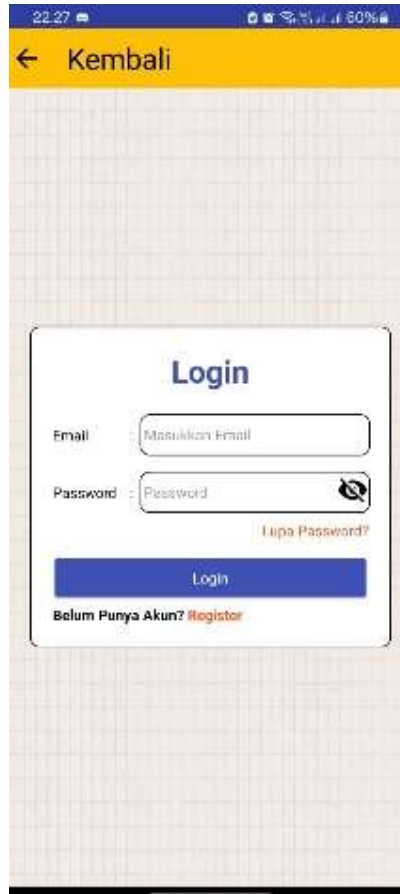 22.27 60%
Kembali
Login
Email : Masukkan Email
Password : Password
Lupa Password?
Login
Belum Punya Akun? Register